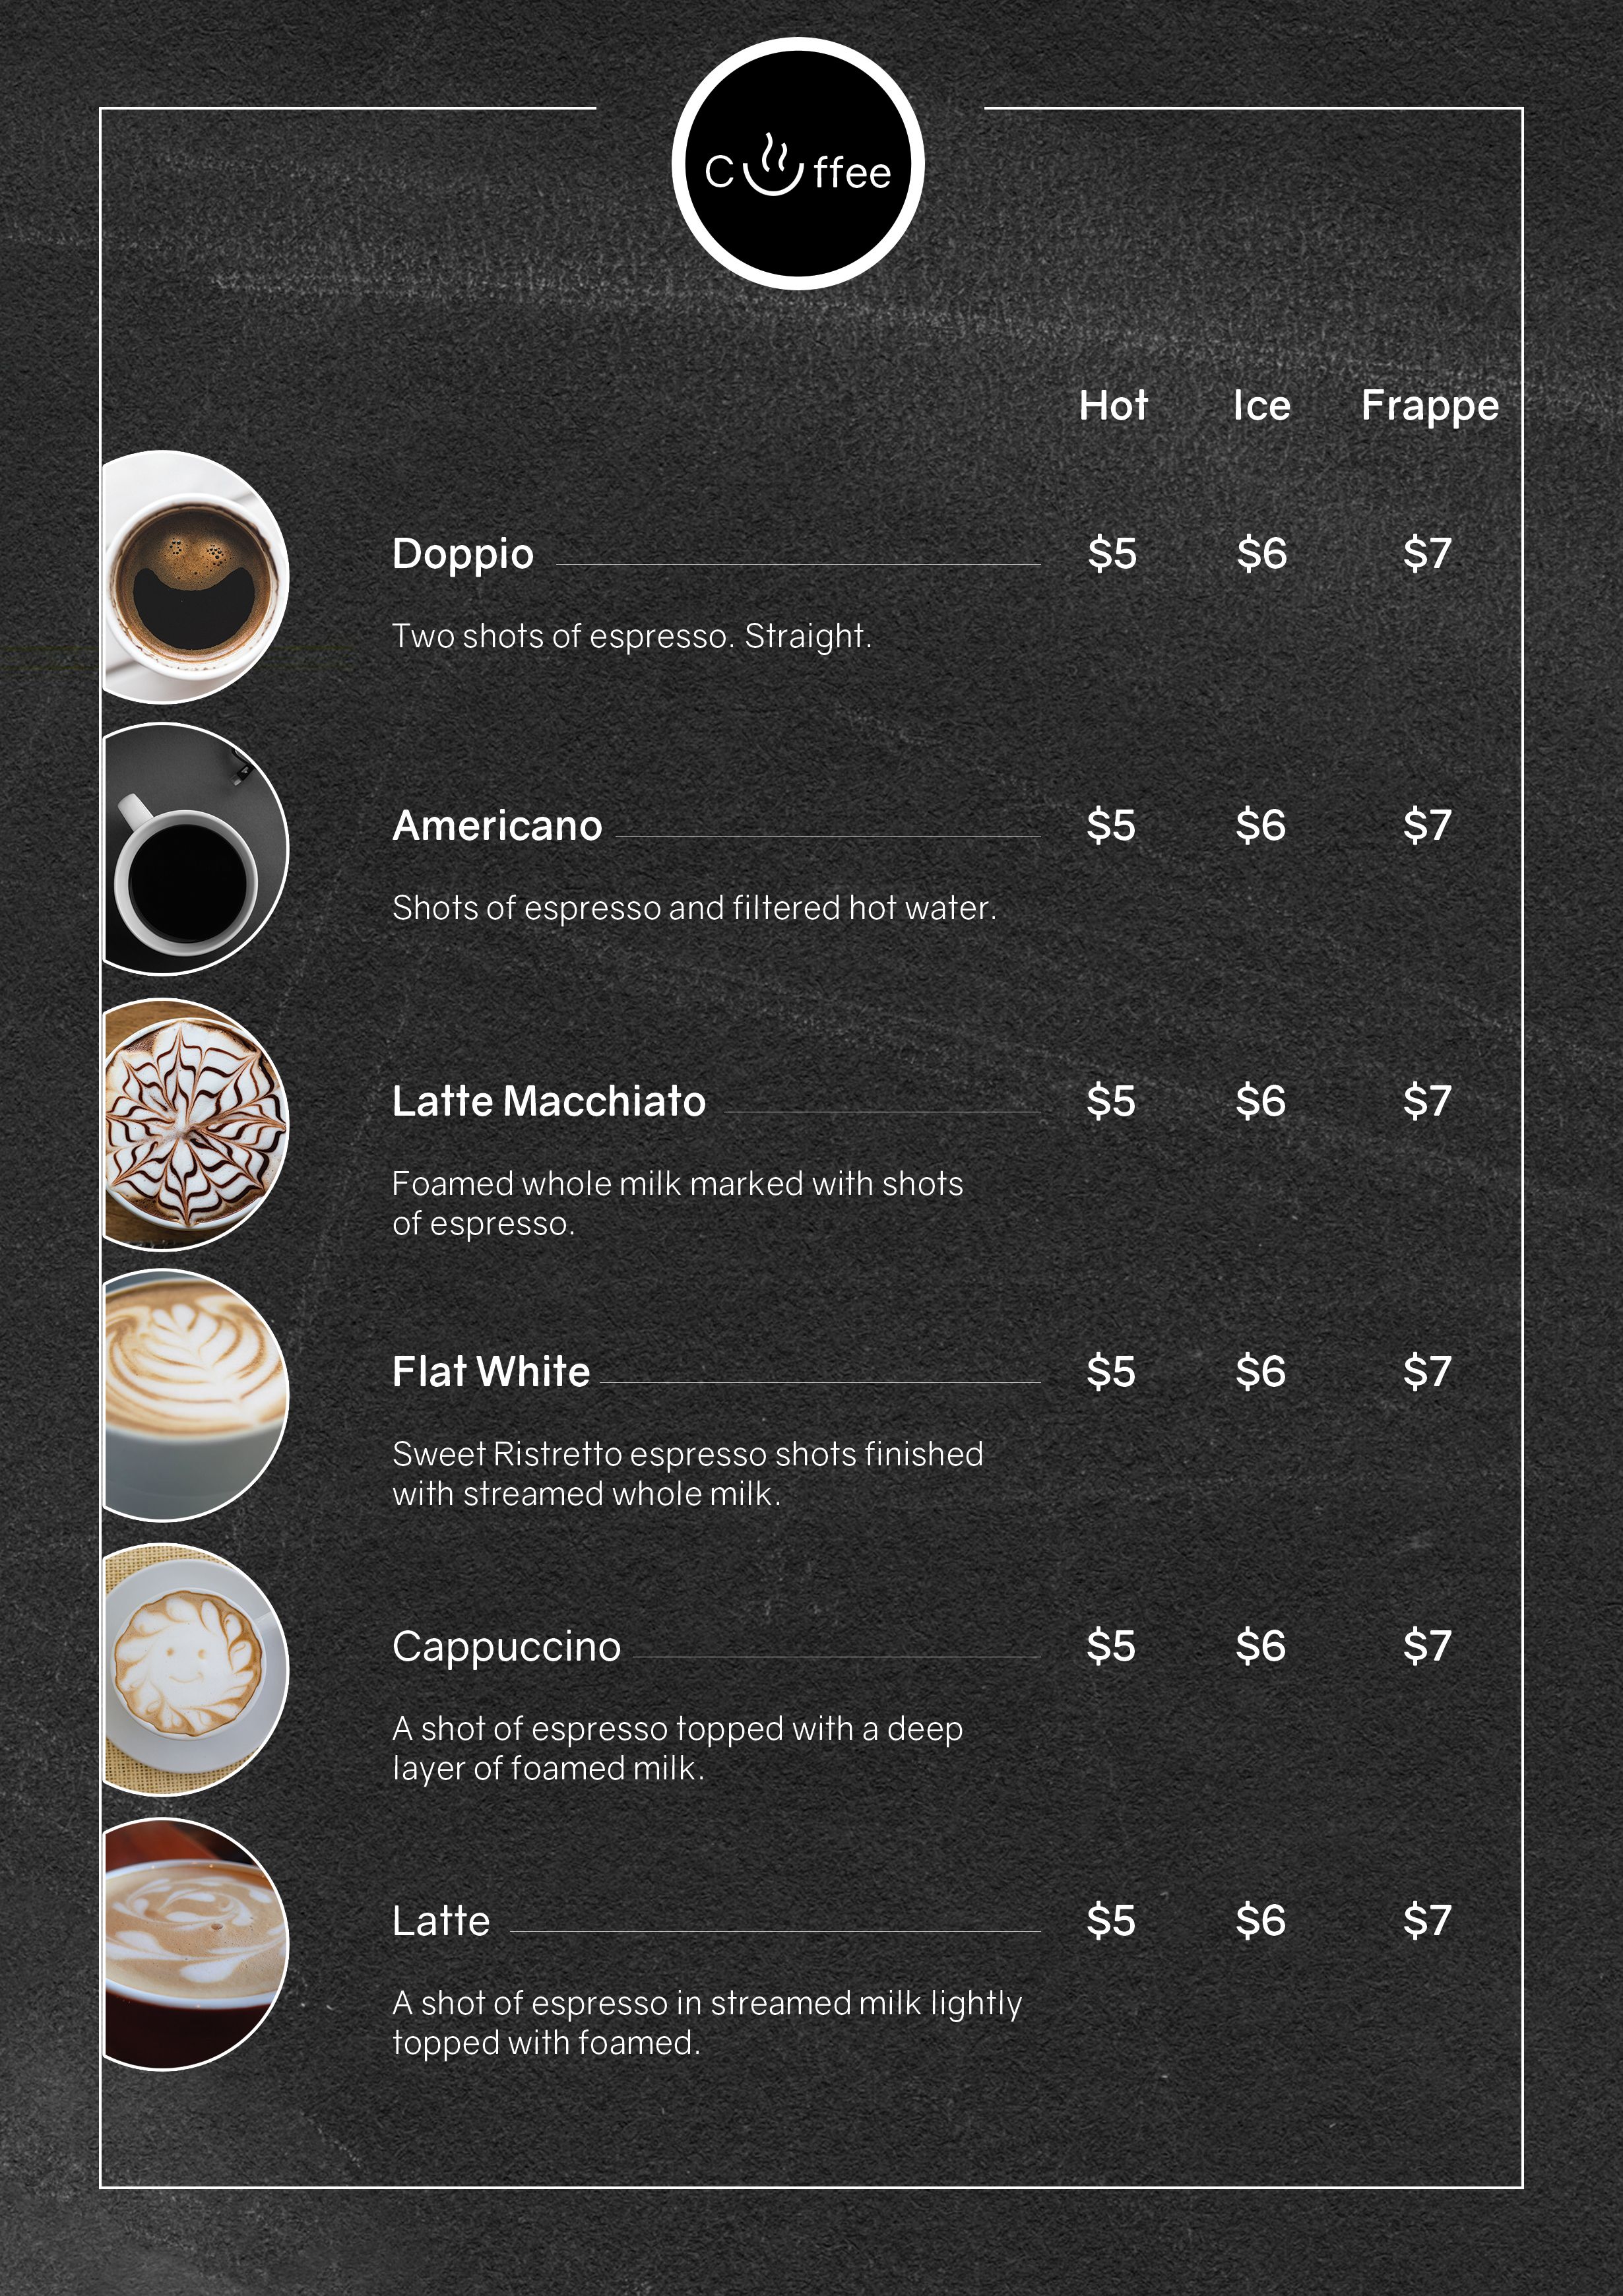 C ffee
Hot Ice Frappe
Doppio $5 $6 $7
Two shots of espresso. Straight.
Americano $5 $6 $7
Shots of espresso and filtered hot water.
Latte Macchiato $5 $6 $7
Foamed whole milk marked with shots
of espresso.
Flat White $5 $6 $7
Sweet Ristretto espresso shots finished
with streamed whole milk.
Cappuccino $5 $6 $7
A shot of espresso topped with a deep
layer of foamed milk.
Latte $5 $6 $7
A shot of espresso in streamed milk lightly
topped with foamed.